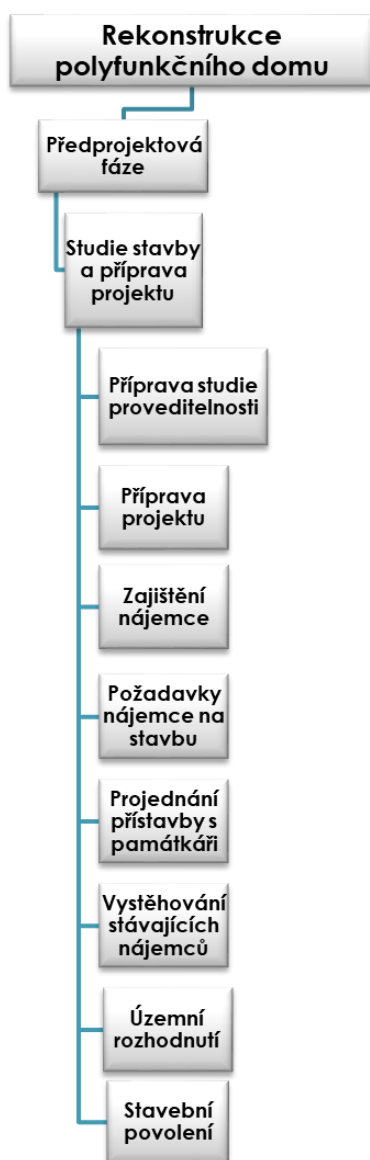 Rekonstrukce
polyfunkčního domu
Předprojektová
fáze
Studie stavby
a příprava
projektu
Příprava studie
proveditelnosti
Příprava
projektu
Zajištění
nájemce
Požadavky
nájemce na
stavbu
Projednání
přístavby s
památkáři
Vystěhování
stávajících
nájemců
Územní
rozhodnutí
Stavební
povolení